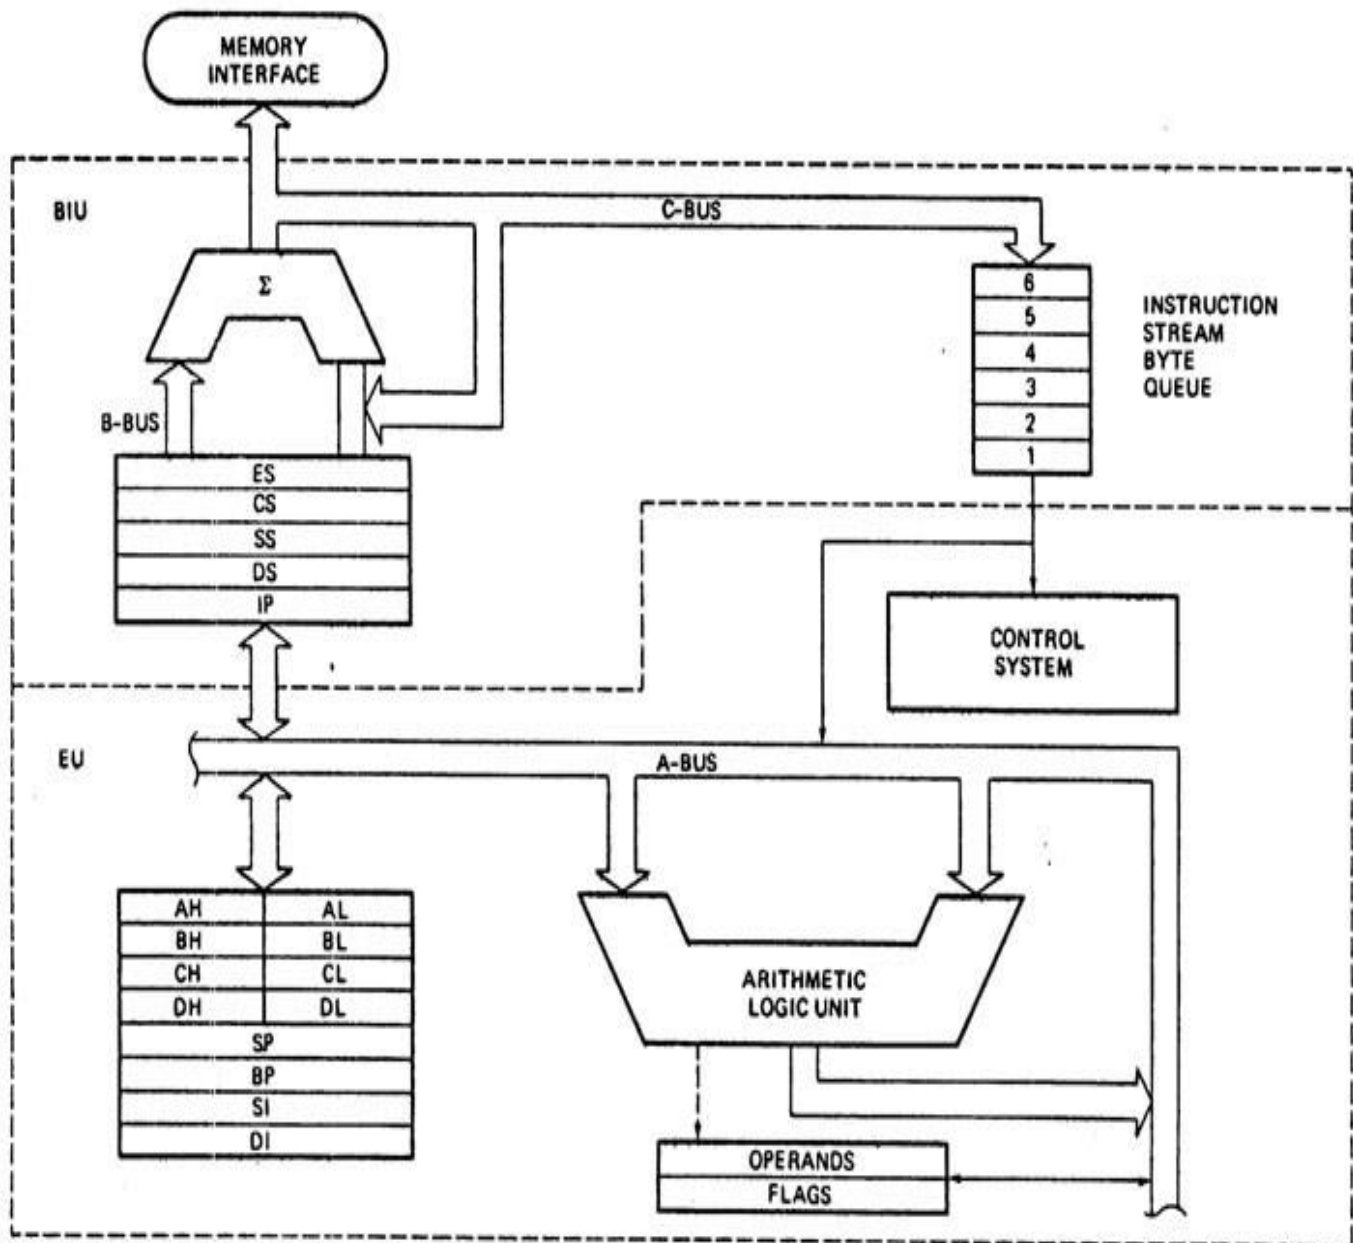 MEMORY
INTERFACE
BIU
C-BUS
Σ
6
5
4
3
2
1
INSTRUCTION
STREAM
BYTE
QUEUE
B-BUS
ES
CS
SS
DS
IP
CONTROL
SYSTEM
EU
A-BUS
AH AL
BH BL
CH CL
DH DL
SP
BP
SI
DI
ARITHMETIC
LOGIC UNIT
OPERANDS
FLAGS